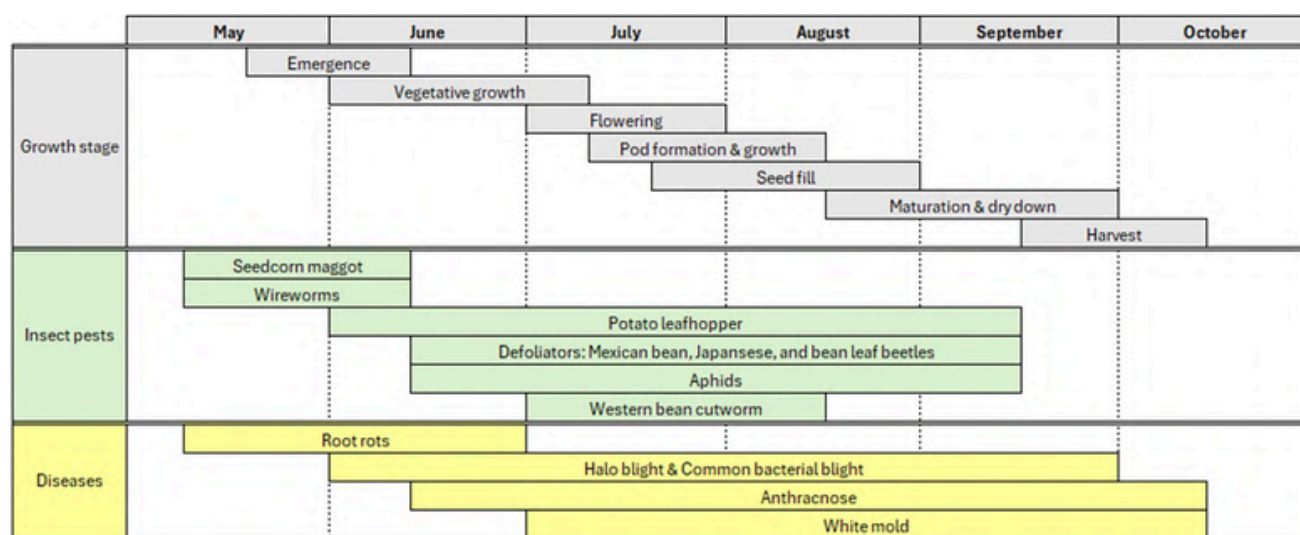 May June July August September October
Growth stage
Emergence
Vegetative growth
Flowering
Pod formation & growth
Seed fill
Maturation & dry down
Harvest
Insect pests
Seedcorn maggot
Wireworms
Potato leafhopper
Defoliators: Mexican bean, Japansese, and bean leaf beetles
Aphids
Western bean cutworm
Diseases
Root rots
Halo blight & Common bacterial blight
Anthracnose
White mold